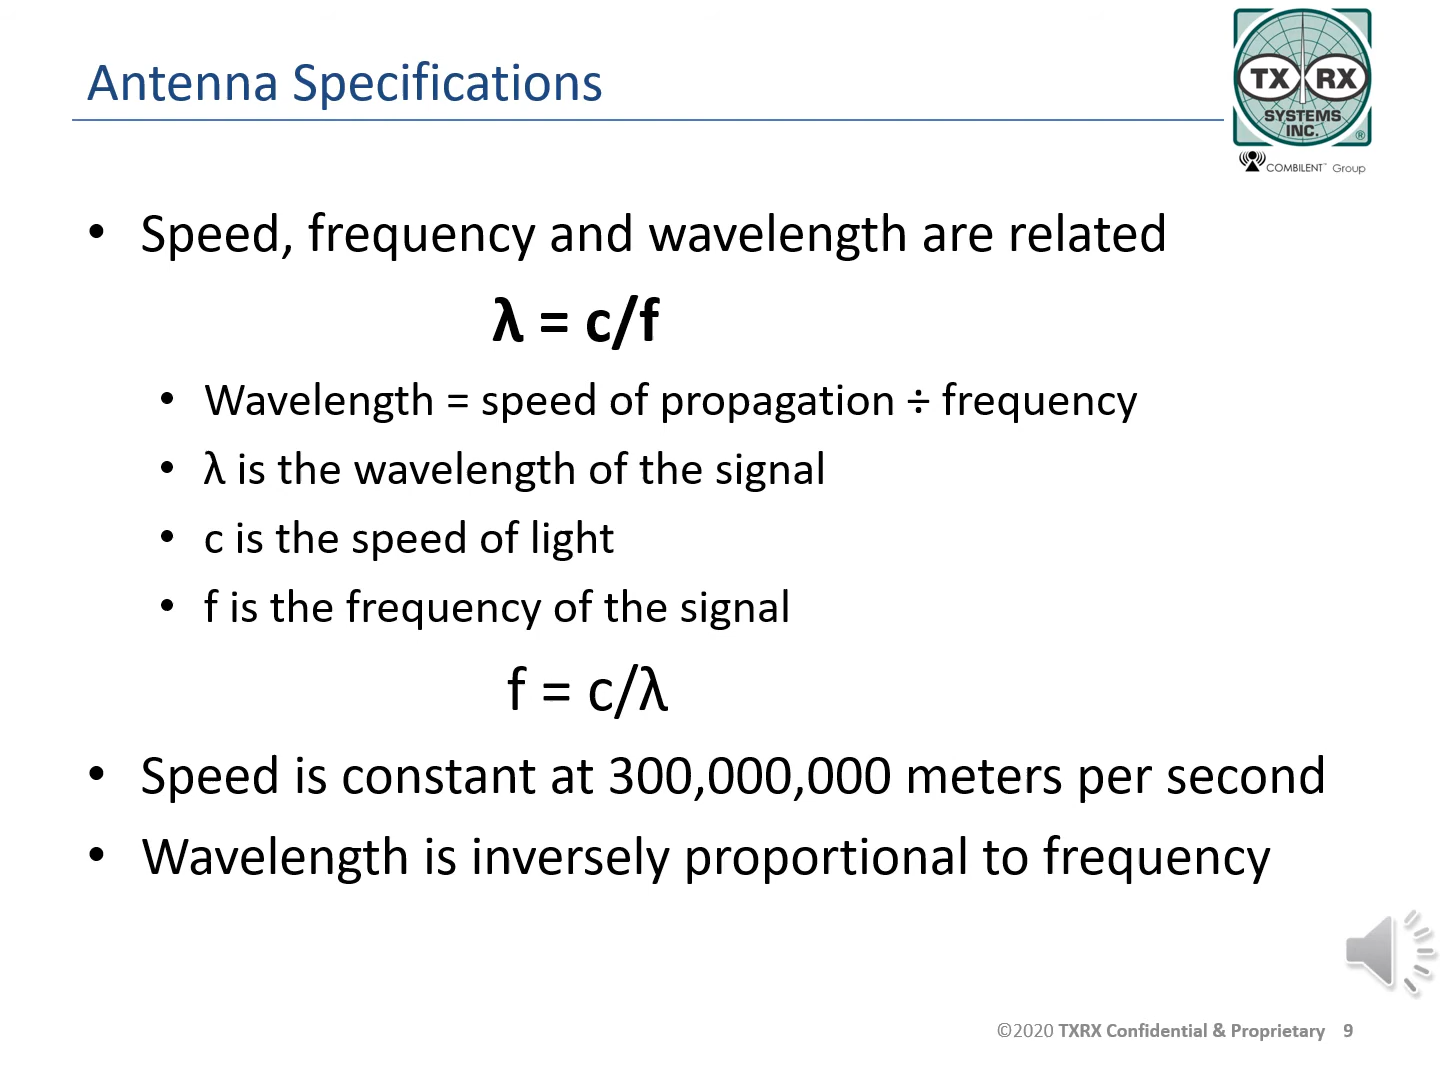 Antenna Specifications
TX RX
SYSTEMS
INC. ®
COMBILENT™ Group
• Speed, frequency and wavelength are related
λ = c/f
• Wavelength = speed of propagation ÷ frequency
• λ is the wavelength of the signal
• c is the speed of light
• f is the frequency of the signal
f = c/λ
• Speed is constant at 300,000,000 meters per second
• Wavelength is inversely proportional to frequency
©2020 TXRX Confidential & Proprietary 9